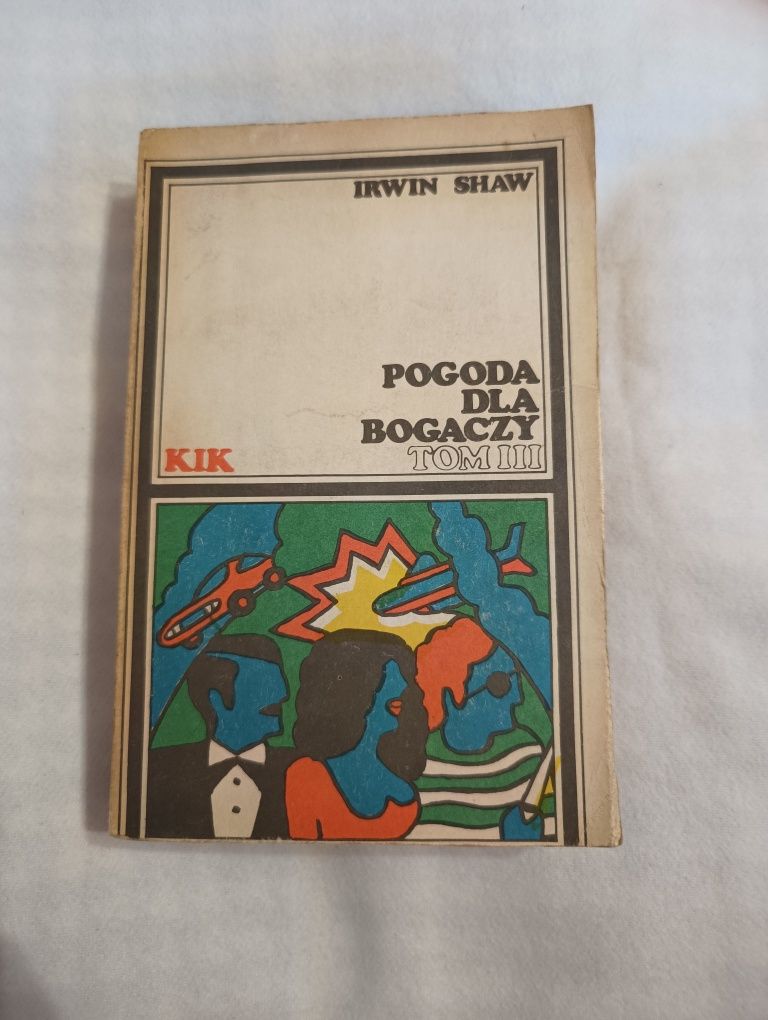 IRWIN SHAW
POGODA
DLA
BOGACZY
KIK TOM III